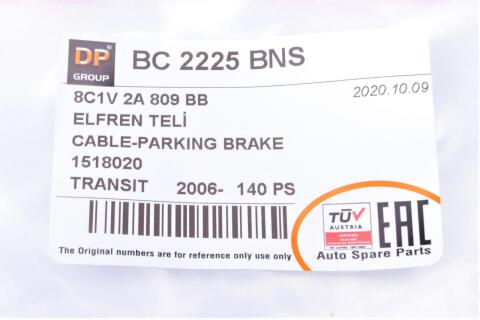 DP GROUP
BC 2225 BNS
8C1V 2A 809 BB
2020.10.09
ELFREN TELİ
CABLE-PARKING BRAKE
1518020
TRANSIT 2006- 140 PS
TÜV AUSTRIA
EAC
The Original numbers are for reference only use only
Auto Spare Parts